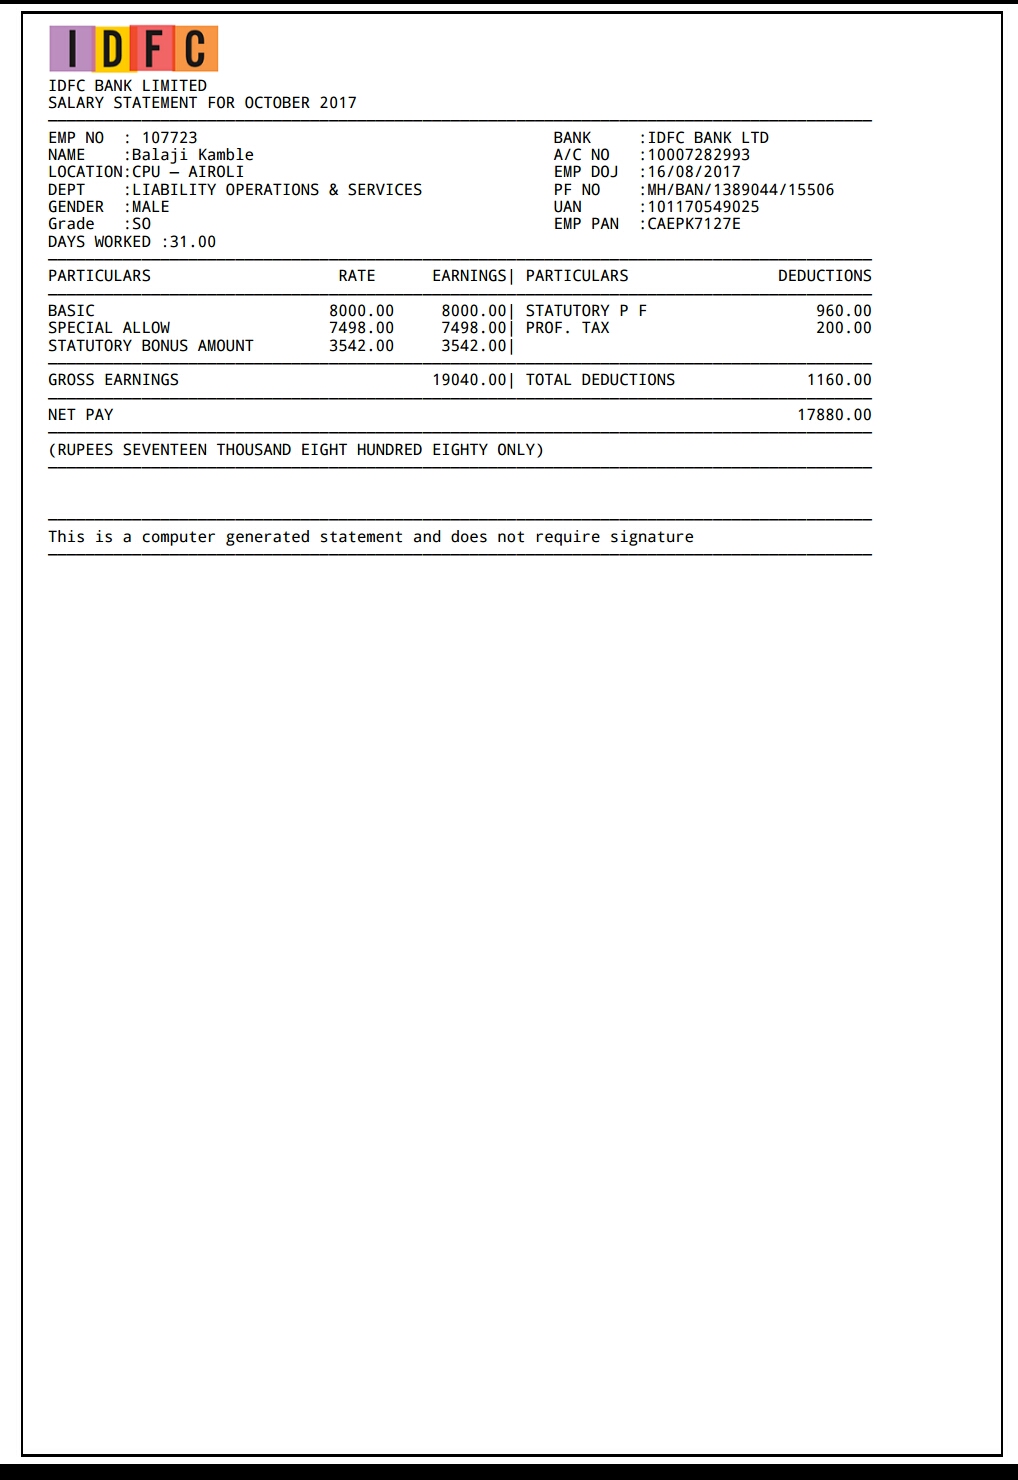 IDFC
IDFC BANK LIMITED
SALARY STATEMENT FOR OCTOBER 2017
EMP NO : 107723 BANK :IDFC BANK LTD
NAME :Balaji Kamble A/C NO :10007282993
LOCATION:CPU – AIROLI EMP DOJ :16/08/2017
DEPT :LIABILITY OPERATIONS & SERVICES PF NO :MH/BAN/1389044/15506
GENDER :MALE UAN :101170549025
Grade :SO EMP PAN :CAEPK7127E
DAYS WORKED :31.00
PARTICULARS RATE EARNINGS| PARTICULARS DEDUCTIONS
BASIC 8000.00 8000.00| STATUTORY P F 960.00
SPECIAL ALLOW 7498.00 7498.00| PROF. TAX 200.00
STATUTORY BONUS AMOUNT 3542.00 3542.00|
GROSS EARNINGS 19040.00| TOTAL DEDUCTIONS 1160.00
NET PAY 17880.00
(RUPEES SEVENTEEN THOUSAND EIGHT HUNDRED EIGHTY ONLY)
This is a computer generated statement and does not require signature